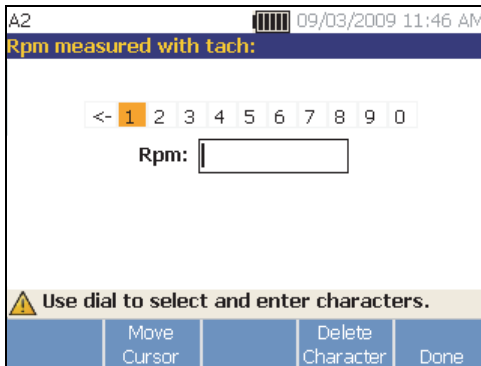 A2 09/03/2009 11:46 AM
Rpm measured with tach:
<- 1 2 3 4 5 6 7 8 9 0
Rpm:
Use dial to select and enter characters.
Move Cursor Delete Character Done